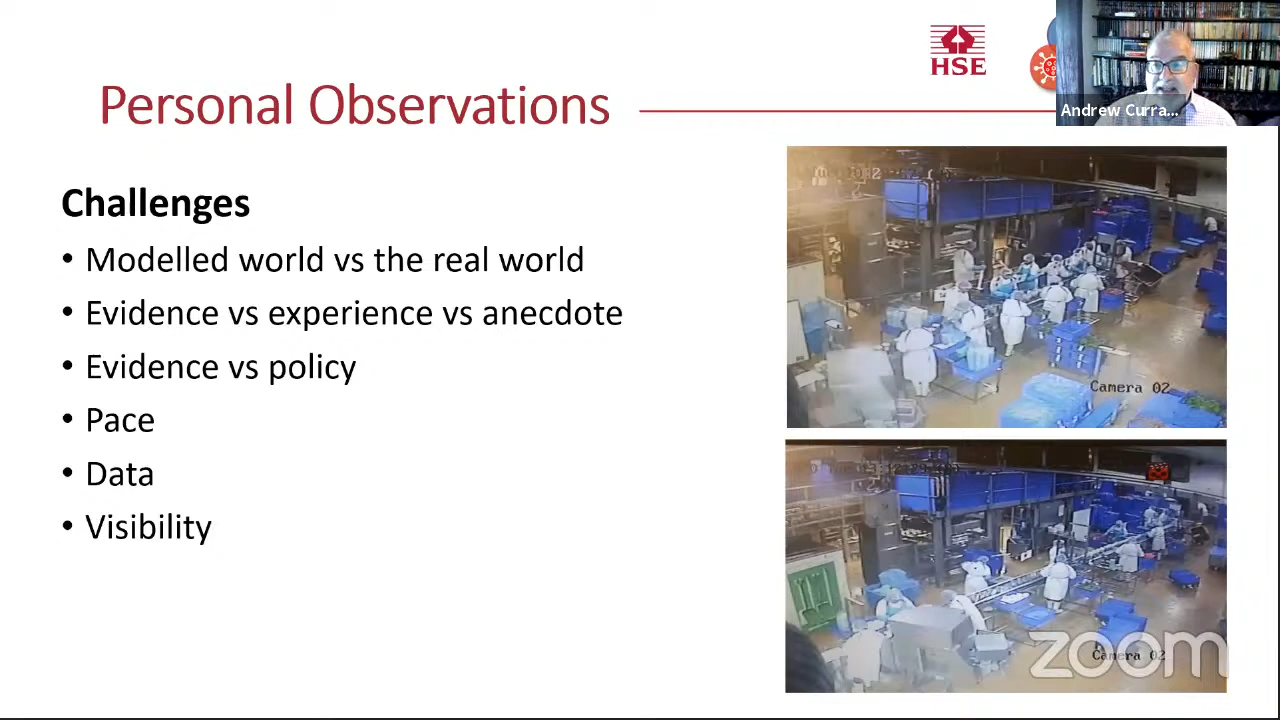 HSE
Personal Observations
Andrew Curra...
Challenges
• Modelled world vs the real world
• Evidence vs experience vs anecdote
• Evidence vs policy
• Pace
• Data
• Visibility
Camera 02
Camera 02
zoom